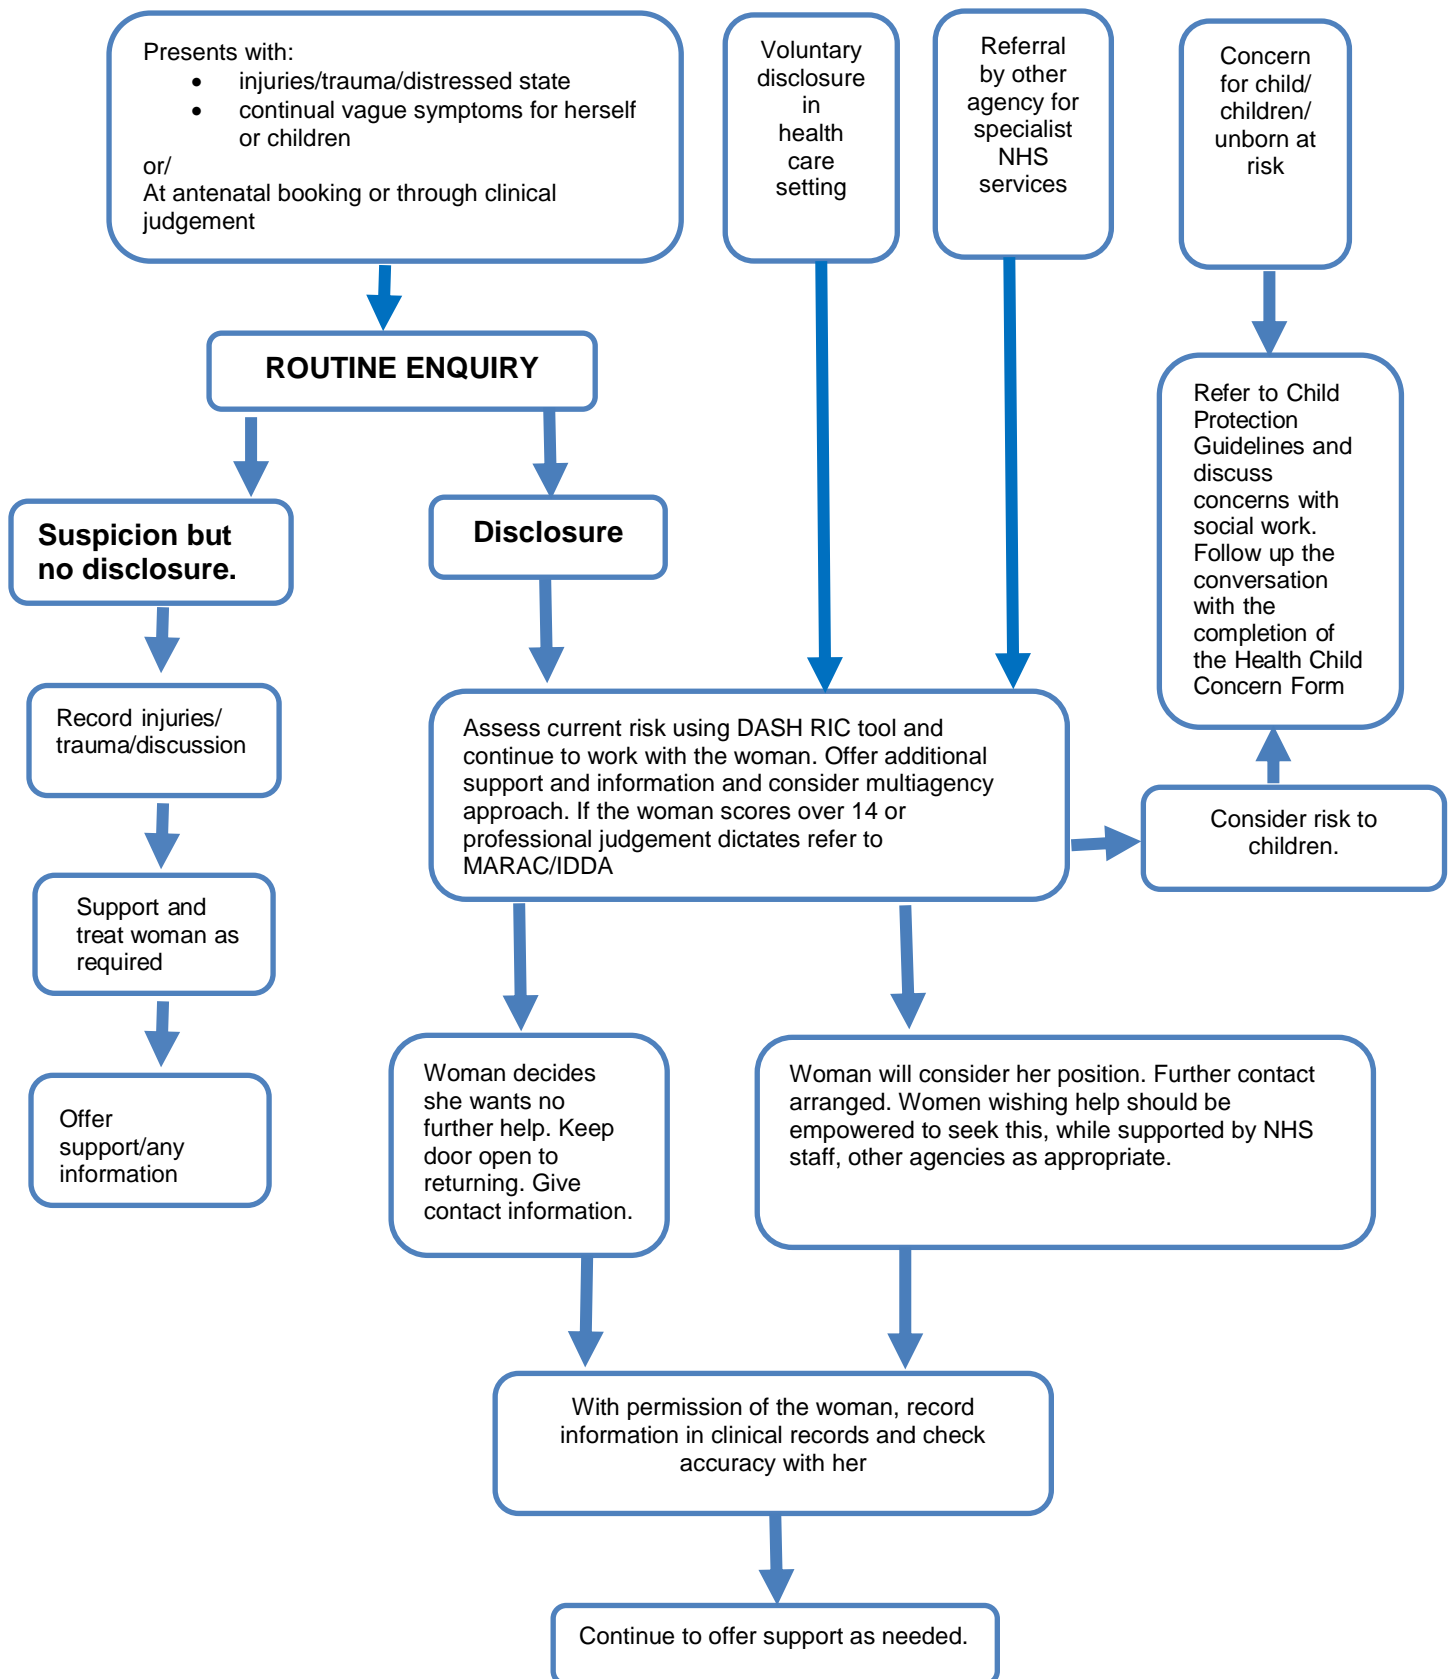 Presents with:
• injuries/trauma/distressed state
• continual vague symptoms for herself
or children
or/
At antenatal booking or through clinical
judgement
Voluntary
disclosure
in
health
care
setting
Referral
by other
agency for
specialist
NHS
services
Concern
for child/
children/
unborn at
risk
ROUTINE ENQUIRY
Refer to Child
Protection
Guidelines and
discuss
concerns with
social work.
Follow up the
conversation
with the
completion of
the Health Child
Concern Form
Suspicion but
no disclosure.
Disclosure
Record injuries/
trauma/discussion
Assess current risk using DASH RIC tool and
continue to work with the woman. Offer additional
support and information and consider multiagency
approach. If the woman scores over 14 or
professional judgement dictates refer to
MARAC/IDDA
Consider risk to
children.
Support and
treat woman as
required
Offer
support/any
information
Woman decides
she wants no
further help. Keep
door open to
returning. Give
contact information.
Woman will consider her position. Further contact
arranged. Women wishing help should be
empowered to seek this, while supported by NHS
staff, other agencies as appropriate.
With permission of the woman, record
information in clinical records and check
accuracy with her
Continue to offer support as needed.